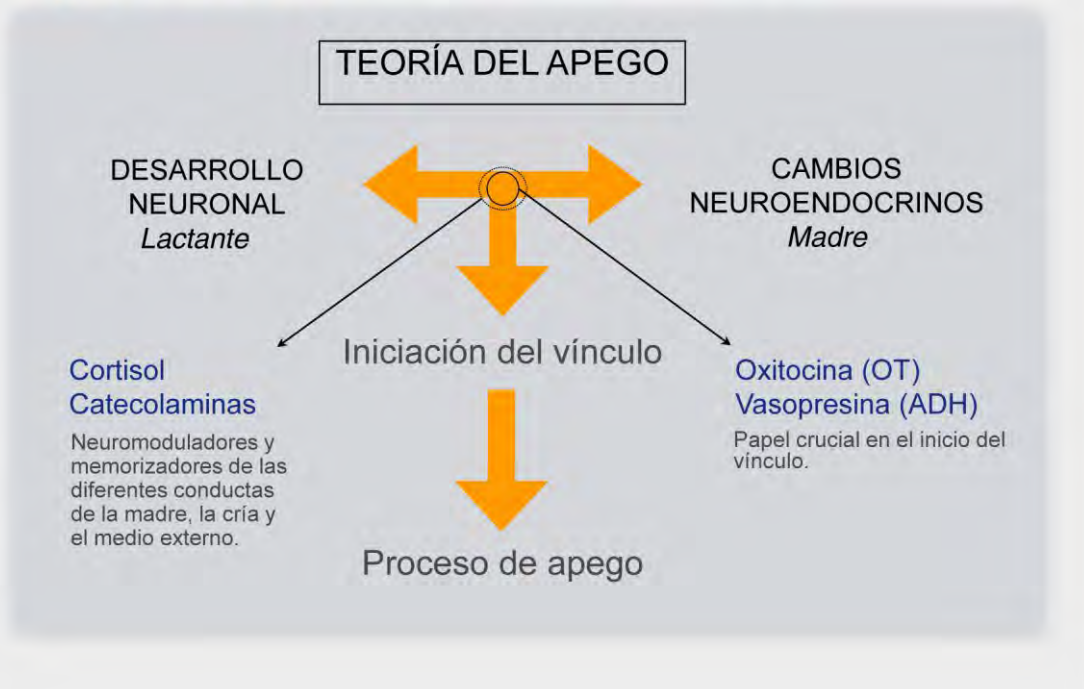 TEORÍA DEL APEGO
DESARROLLO
NEURONAL
Lactante
CAMBIOS
NEUROENDOCRINOS
Madre
Iniciación del vínculo
Cortisol
Catecolaminas
Neuromoduladores y
memorizadores de las
diferentes conductas
de la madre, la cría y
el medio externo.
Oxitocina (OT)
Vasopresina (ADH)
Papel crucial en el inicio del
vínculo.
Proceso de apego